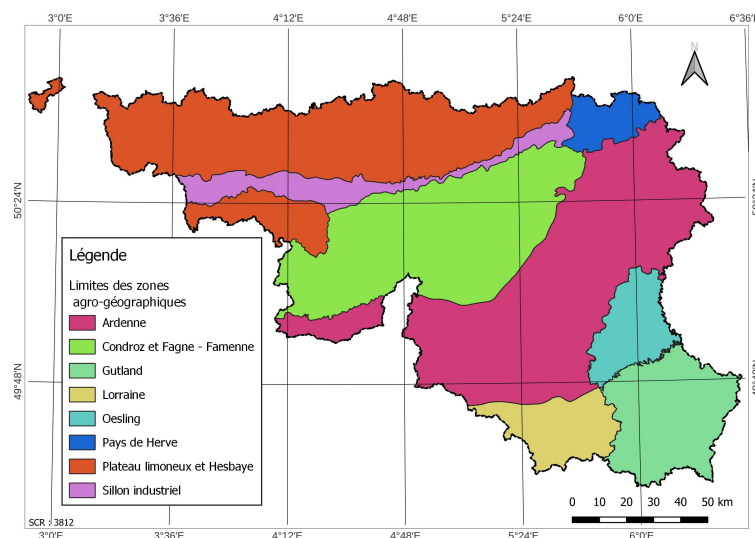 3°0'E 3°36'E 4°12'E 4°48'E 5°24'E 6°0'E 6°36'E
N
50°24'N
Légende
Limites des zones
agro-géographiques
Ardenne
Condroz et Fagne - Famenne
Gutland
Lorraine
Oesling
Pays de Herve
Plateau limoneux et Hesbaye
Sillon industriel
49°48'N
0 10 20 30 40 50 km
SCR : 3812
3°0'E 3°36'E 4°12'E 4°48'E 5°24'E 6°0'E